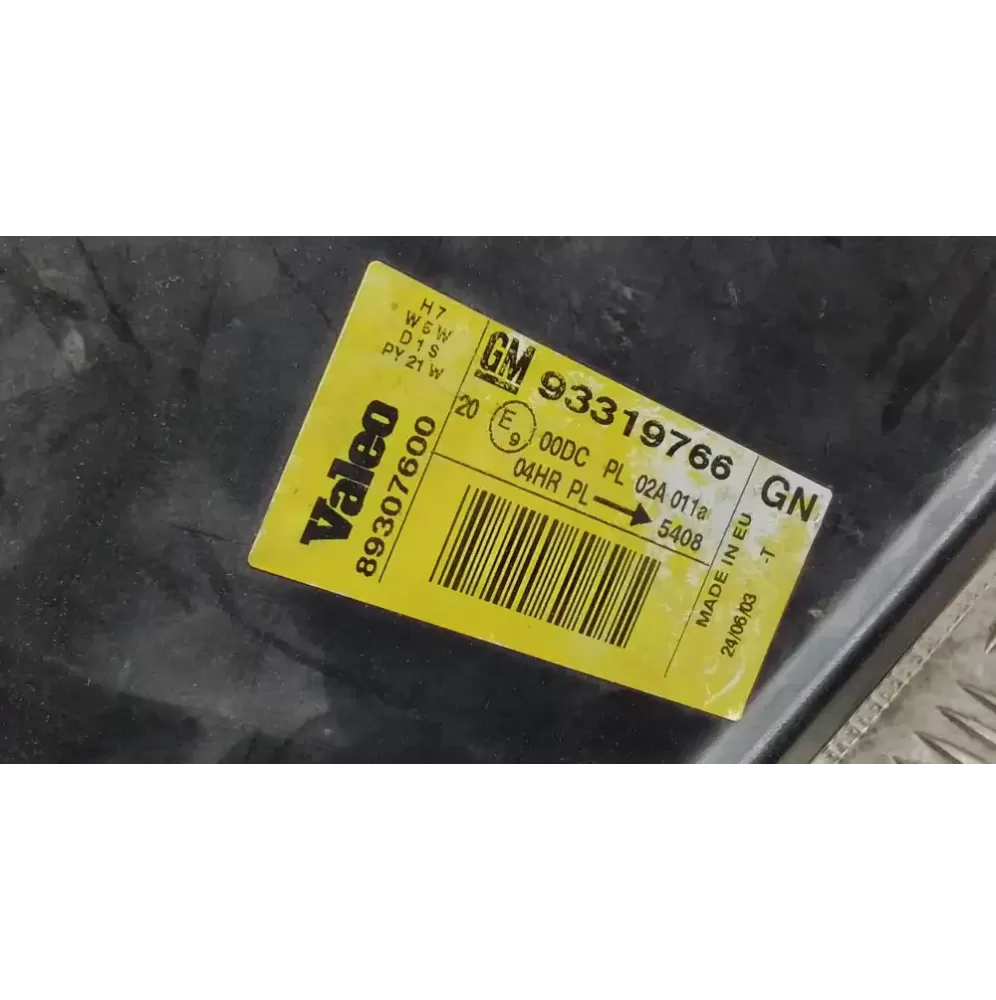 H7
W5W
D1S
PY21W
Valeo
89307600
GM 93319766
20 E9 00DC PL 02A 011a
04HR PL → 5408
GN
MADE IN EU
24/06/03 -T